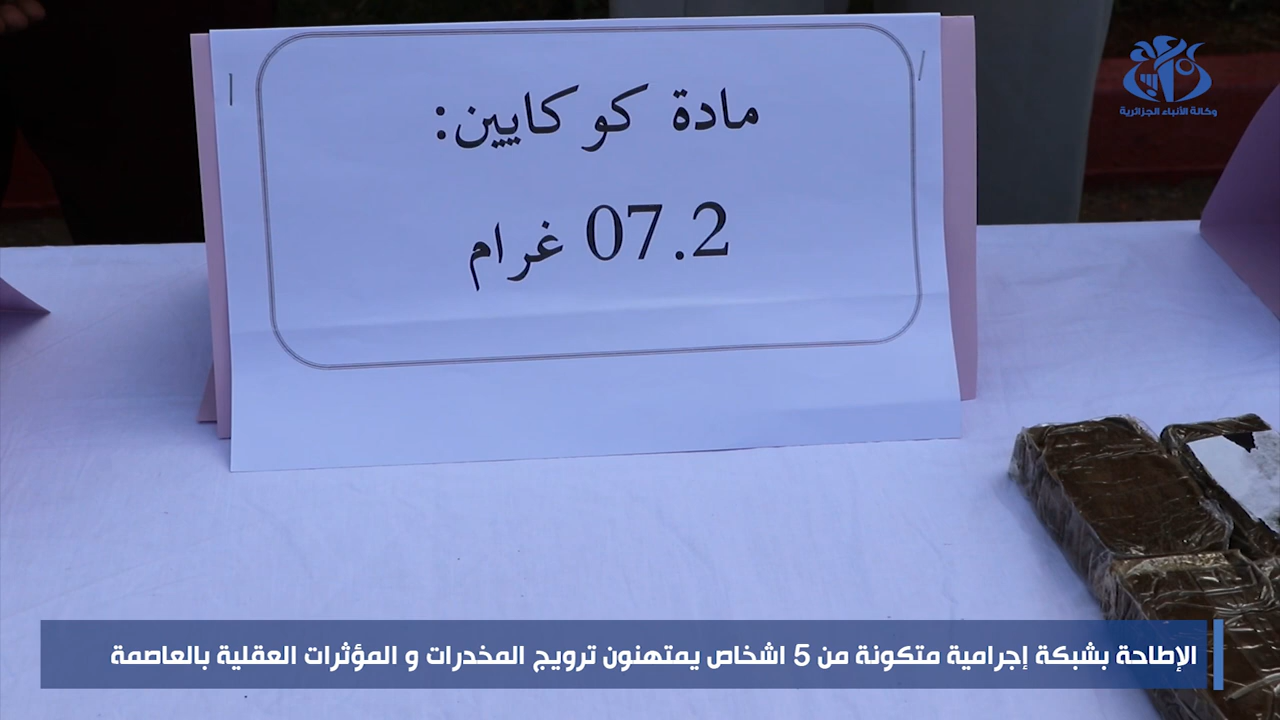 وكالة الأنباء الجزائرية
مادة كوكايين:
07.2 غرام
الإطاحة بشبكة إجرامية متكونة من 5 اشخاص يمتهنون ترويج المخدرات و المؤثرات العقلية بالعاصمة